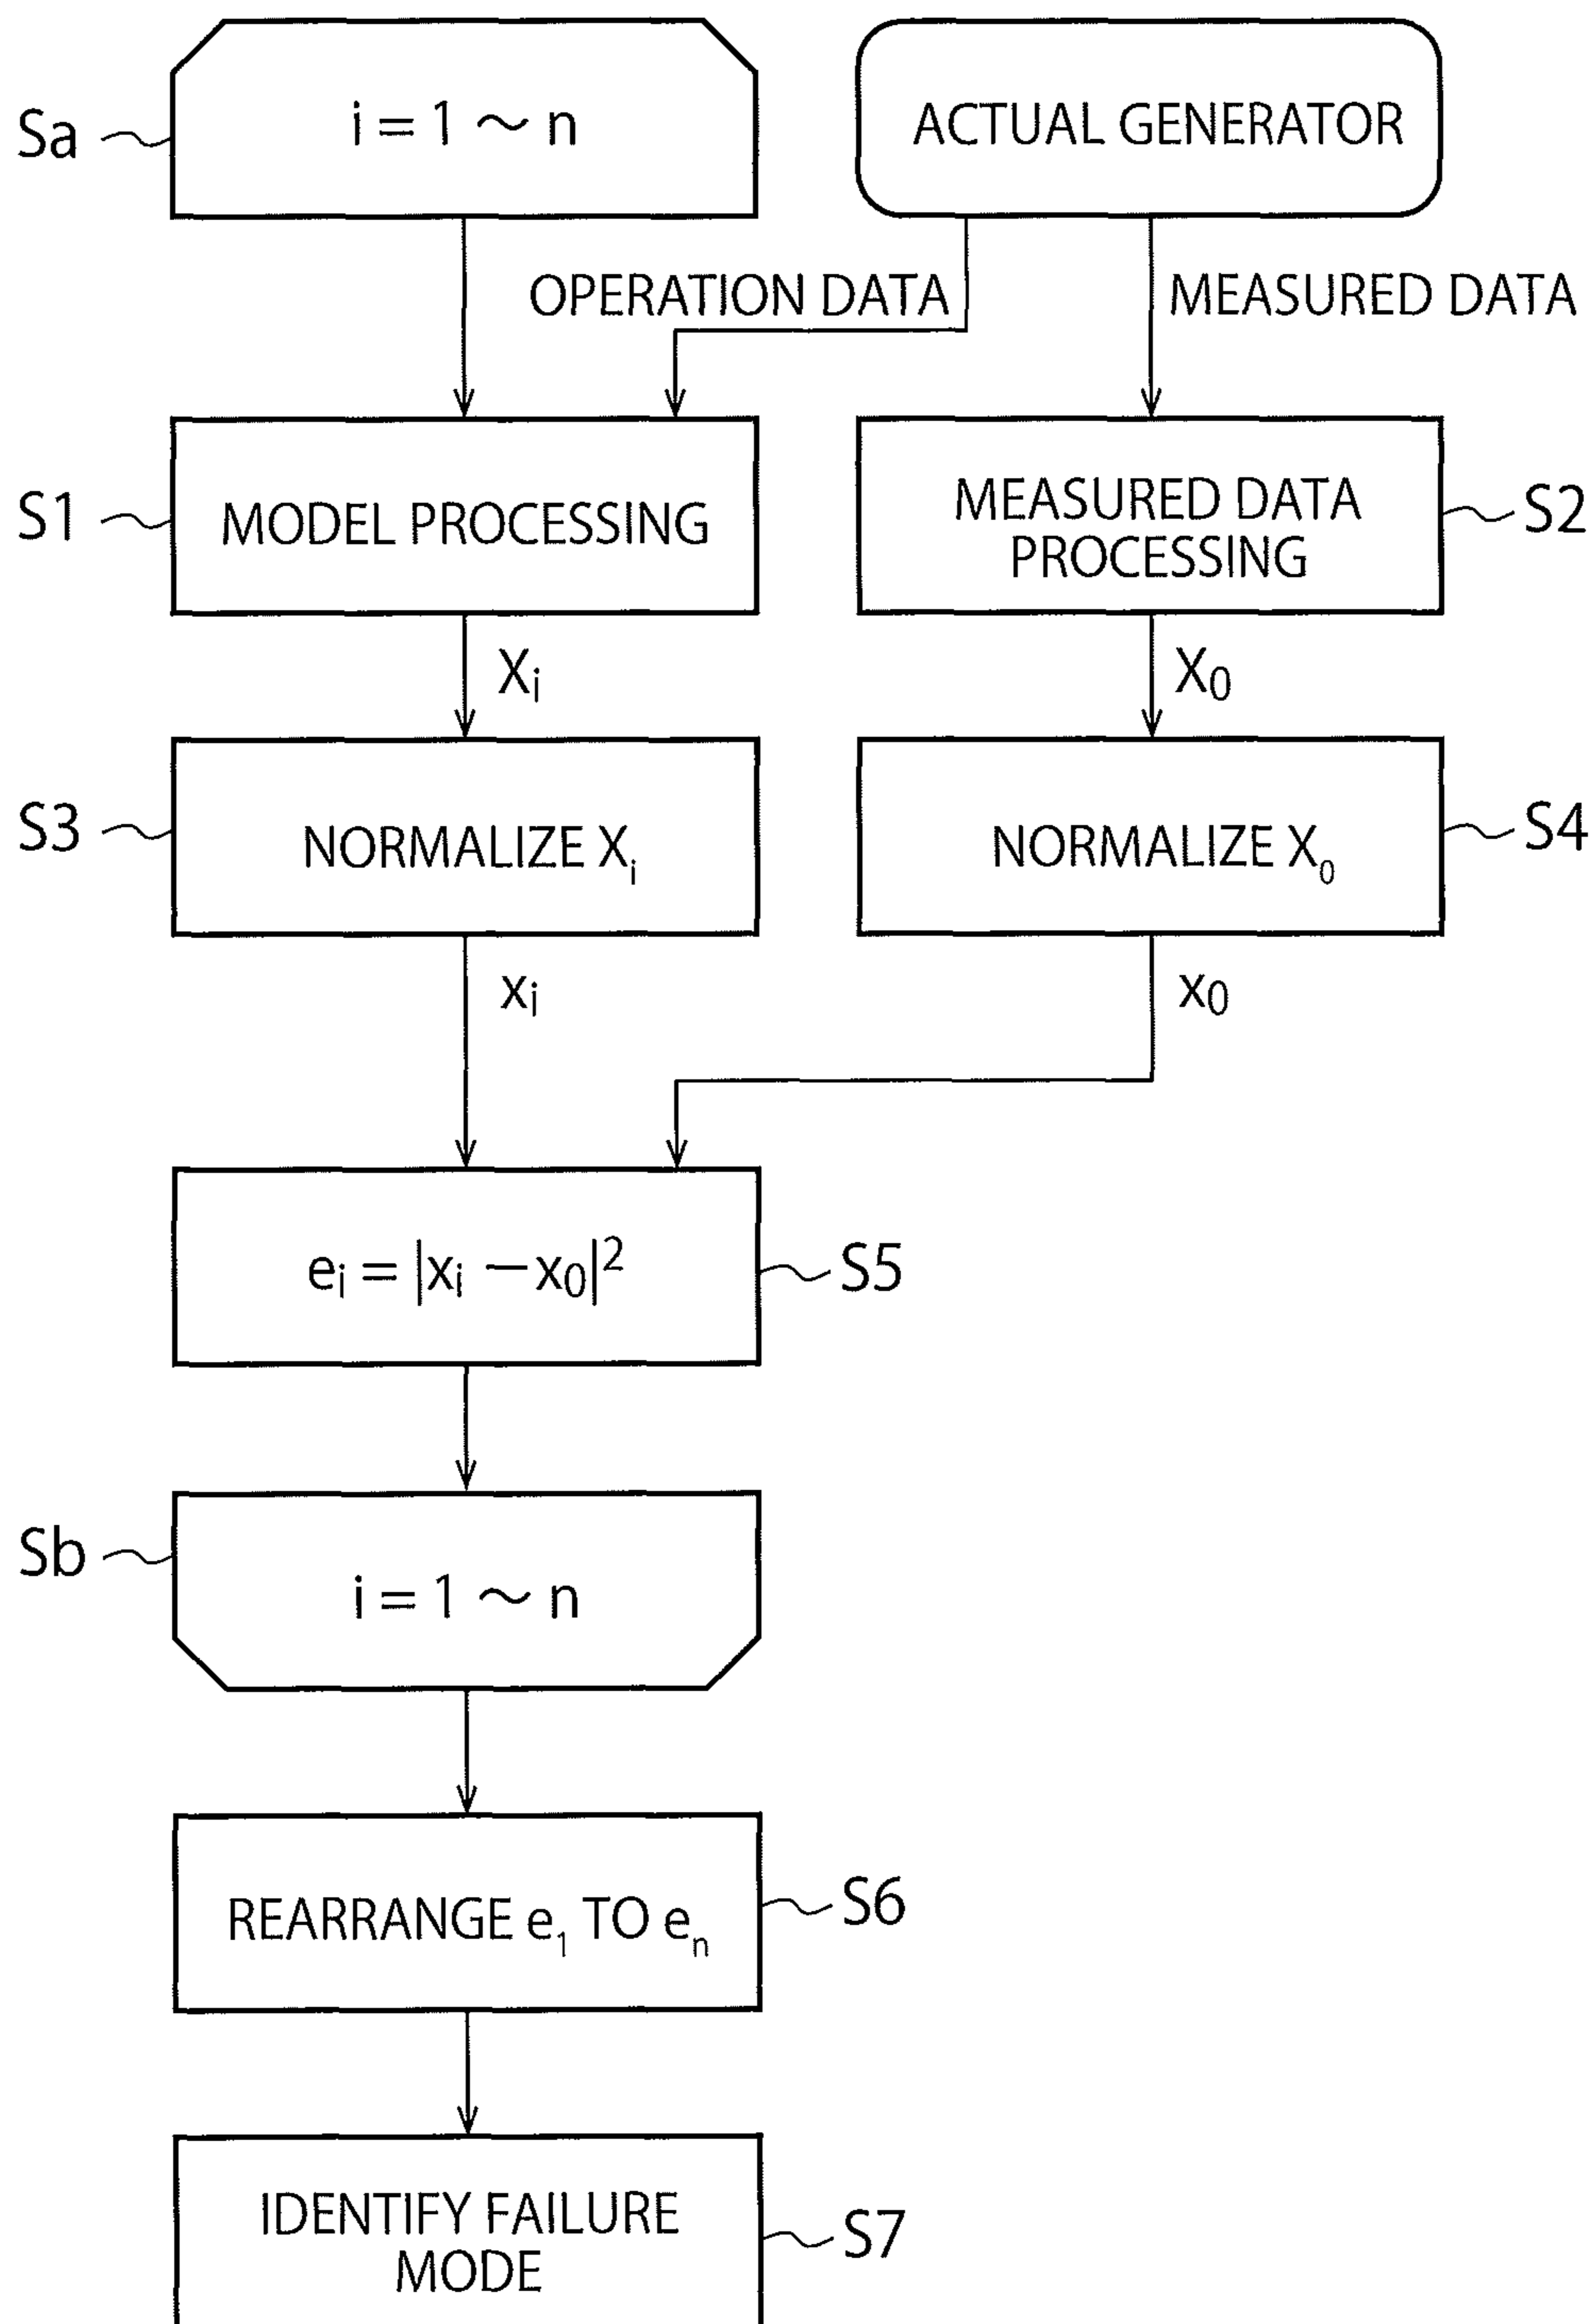 Sa
i = 1 ~ n
ACTUAL GENERATOR
OPERATION DATA
MEASURED DATA
S1
MODEL PROCESSING
MEASURED DATA
PROCESSING
S2
Xi
X0
S3
NORMALIZE Xi
NORMALIZE X0
S4
xi
x0
ei = |xi − x0|²
S5
Sb
i = 1 ~ n
REARRANGE e1 TO en
S6
IDENTIFY FAILURE
MODE
S7